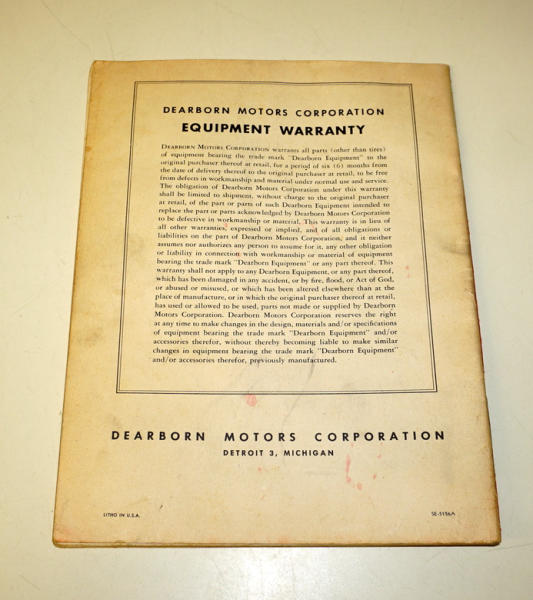 DEARBORN MOTORS CORPORATION
EQUIPMENT WARRANTY
DEARBORN MOTORS CORPORATION warrants all parts (other than tires)
of equipment bearing the trade mark "Dearborn Equipment" to the
original purchaser thereof at retail, for a period of six (6) months from
the date of delivery thereof to the original purchaser at retail, to be free
from defects in workmanship and material under normal use and service.
The obligation of Dearborn Motors Corporation under this warranty
shall be limited to shipment, without charge to the original purchaser
at retail, of the part or parts of such Dearborn Equipment intended to
replace the part or parts acknowledged by Dearborn Motors Corporation
to be defective in workmanship or material. This warranty is in lieu of
all other warranties, expressed or implied, and of all obligations or
liabilities on the part of Dearborn Motors Corporation, and it neither
assumes nor authorizes any person to assume for it, any other obligation
or liability in connection with workmanship or material of equipment
bearing the trade mark "Dearborn Equipment" or any part thereof. This
warranty shall not apply to any Dearborn Equipment, or any part thereof,
which has been damaged in any accident, or by fire, flood, or Act of God,
or abused or misused, or which has been altered elsewhere than at the
place of manufacture, or in which the original purchaser thereof at retail,
has used or allowed to be used, parts not made or supplied by Dearborn
Motors Corporation. Dearborn Motors Corporation reserves the right
at any time to make changes in the design, materials and/or specifications
of equipment bearing the trade mark "Dearborn Equipment" and/or
accessories therefor, without thereby becoming liable to make similar
changes in equipment bearing the trade mark "Dearborn Equipment"
and/or accessories therefor, previously manufactured.
DEARBORN MOTORS CORPORATION
DETROIT 3, MICHIGAN
LITHO IN U.S.A.
SE-5156A